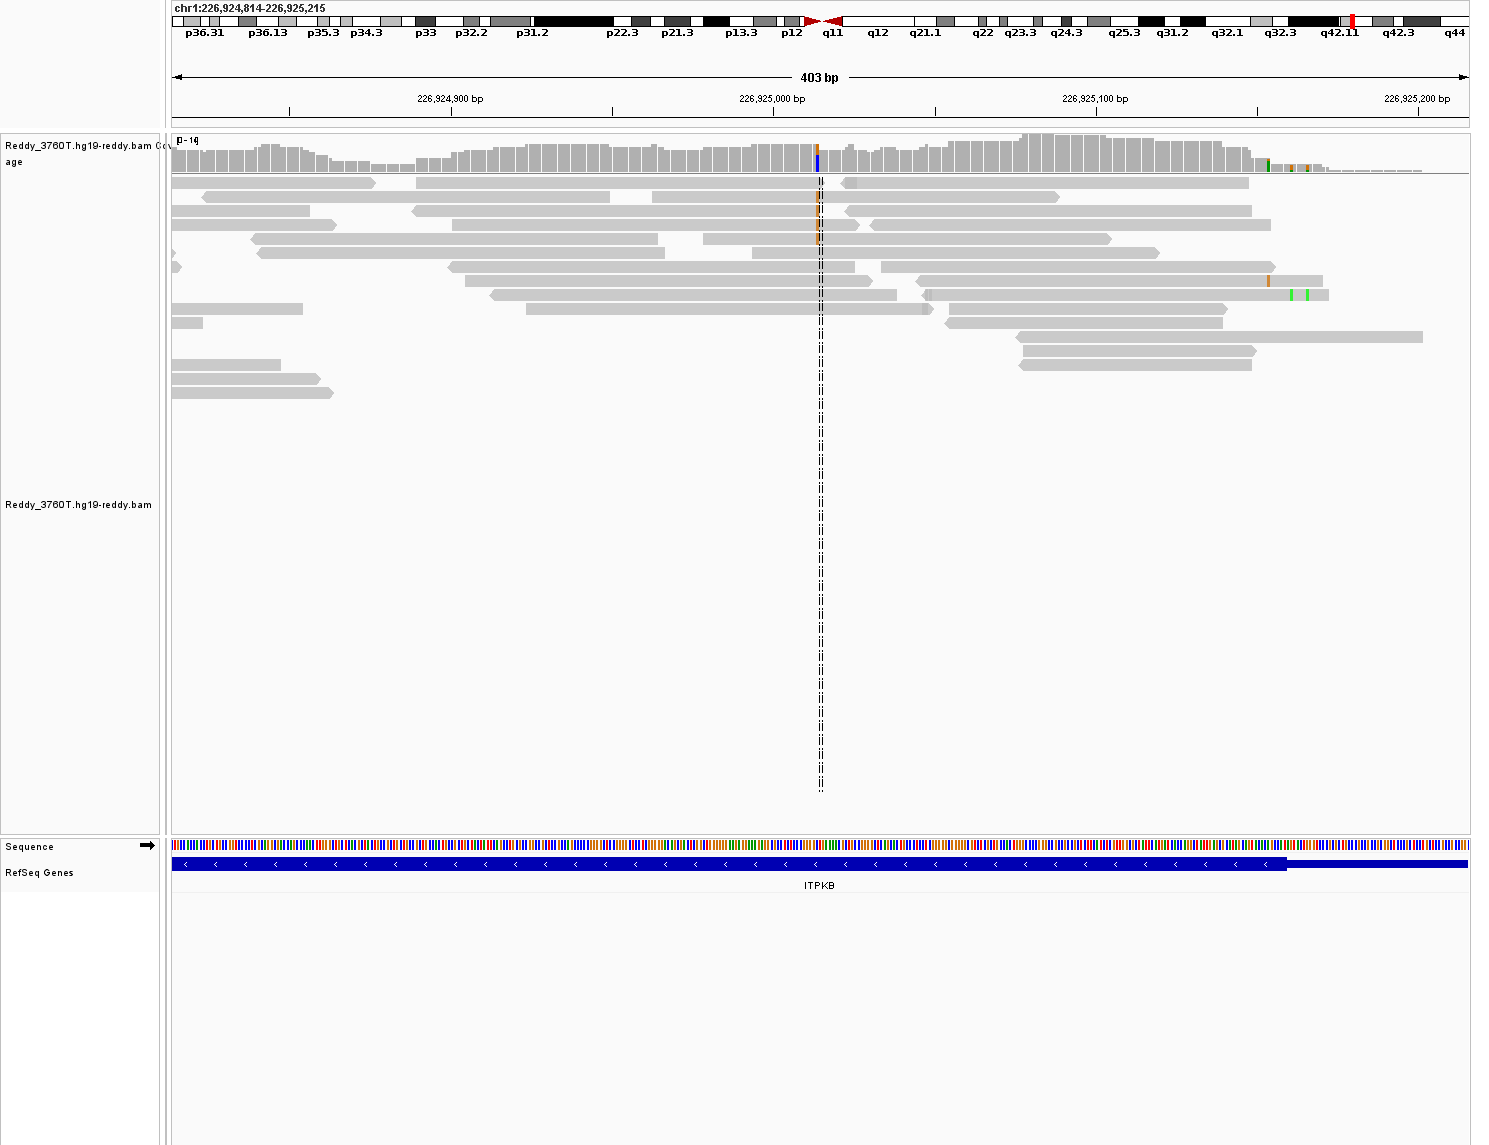 chr1:226,924,814-226,925,215
p36.31 p36.13 p35.3 p34.3 p33 p32.2 p31.2 p22.3 p21.3 p13.3 p12 q11 q12 q21.1 q22 q23.3 q24.3 q25.3 q31.2 q32.1 q32.3 q42.11 q42.3 q44
403 bp
226,924,900 bp 226,925,000 bp 226,925,100 bp 226,925,200 bp
Reddy_3760T.hg19-reddy.bam Cov
age
Reddy_3760T.hg19-reddy.bam
Sequence
RefSeq Genes
ITPKB